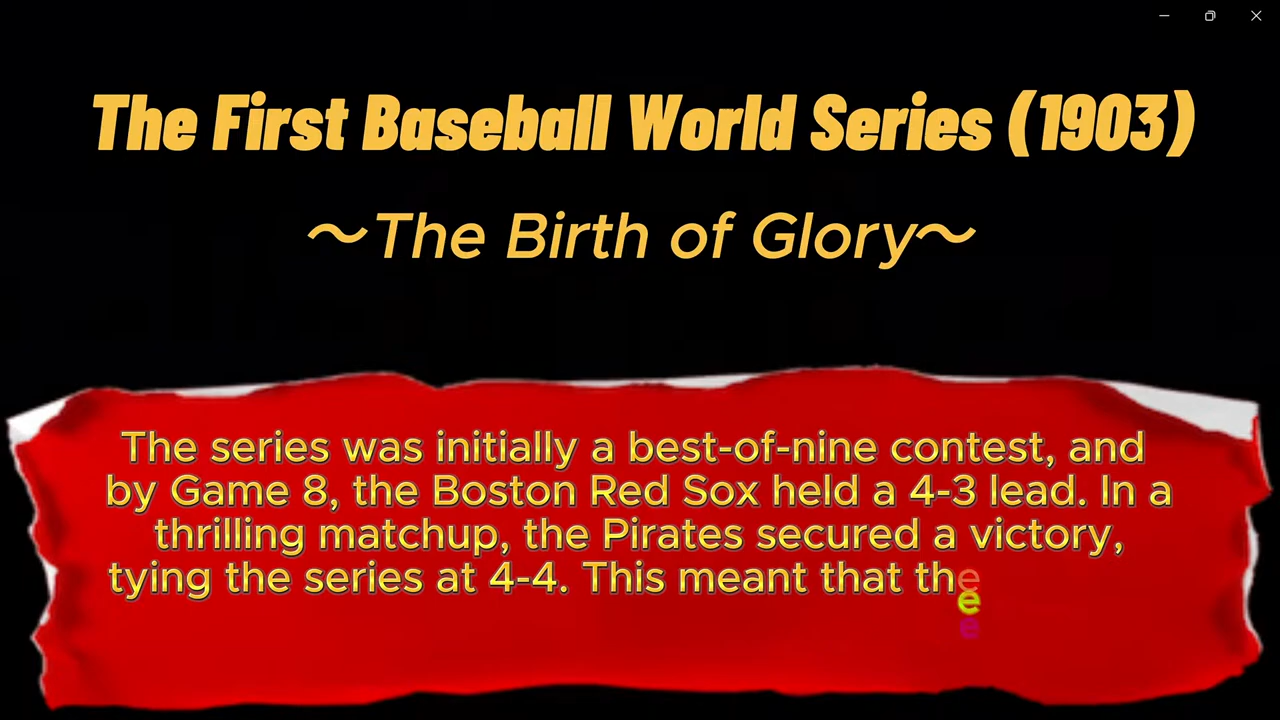 The First Baseball World Series (1903)
～The Birth of Glory～
The series was initially a best-of-nine contest, and
by Game 8, the Boston Red Sox held a 4-3 lead. In a
thrilling matchup, the Pirates secured a victory,
tying the series at 4-4. This meant that the